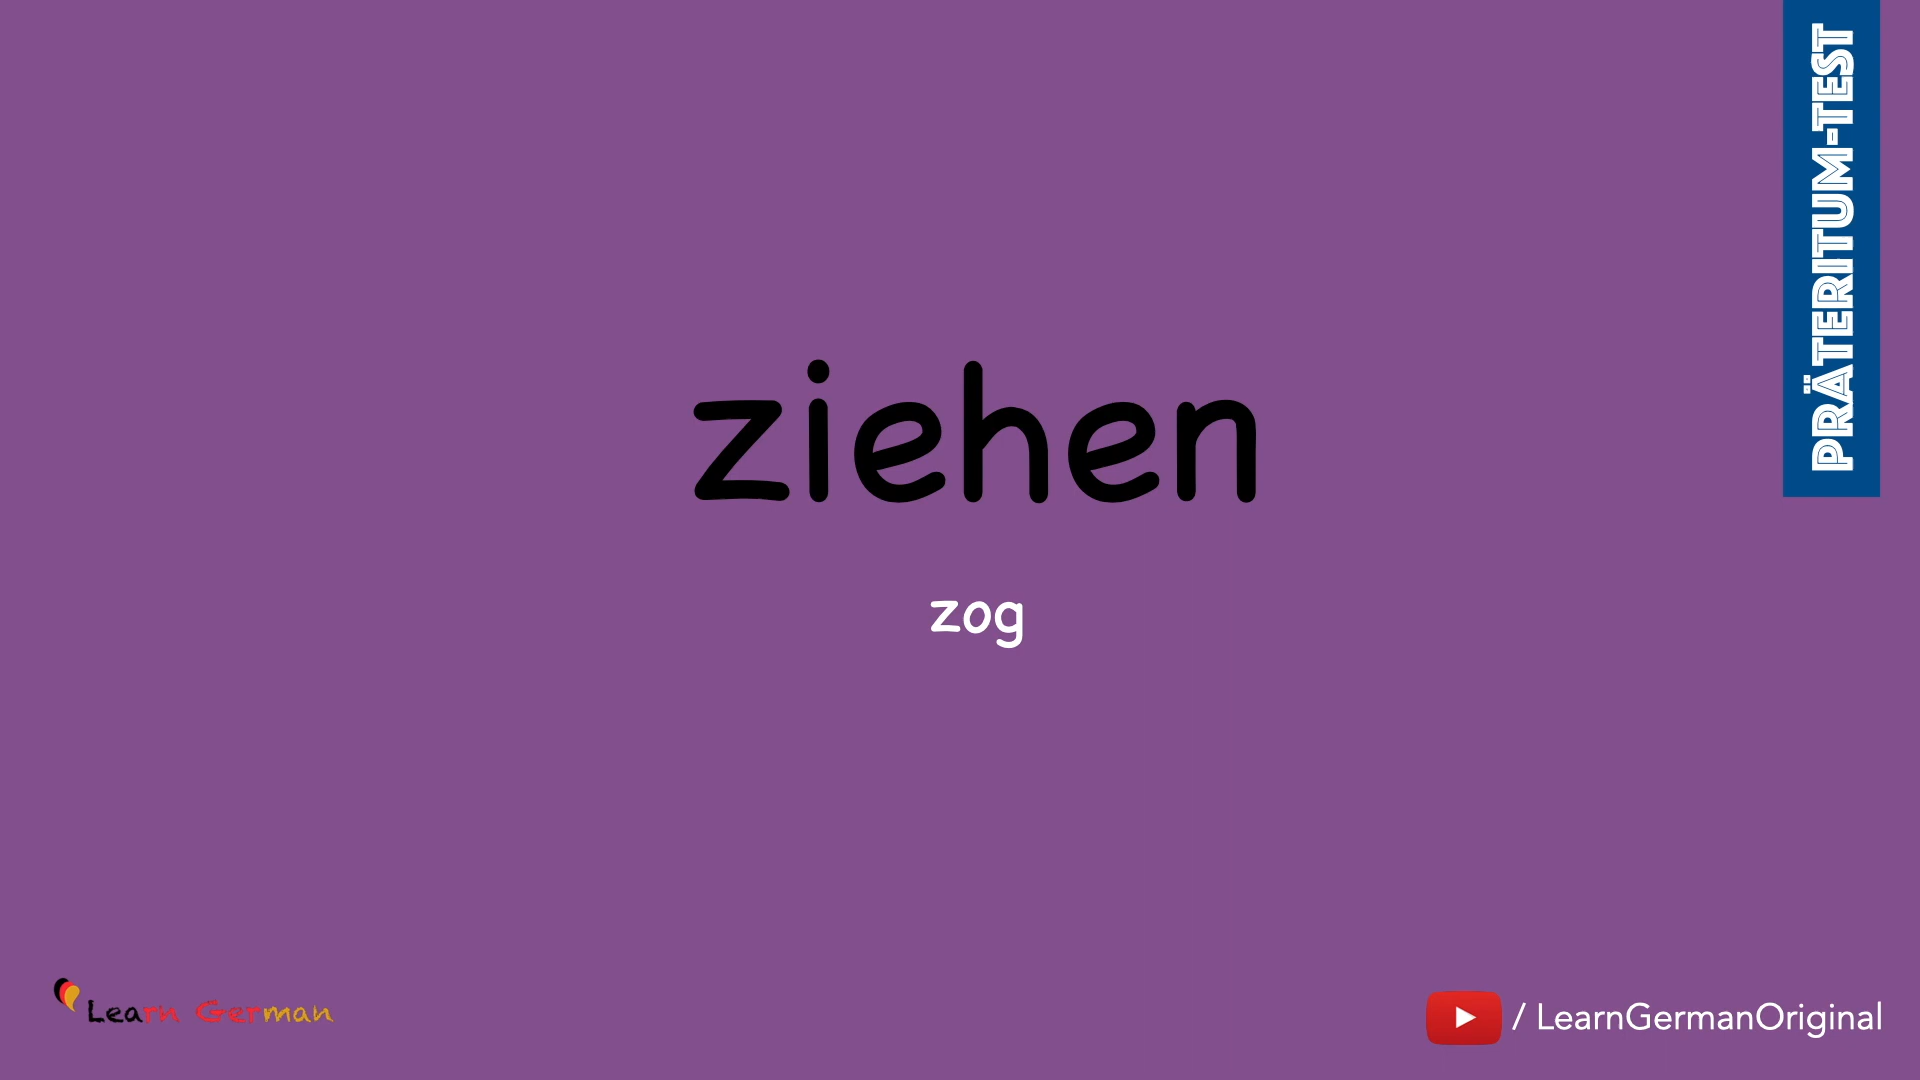 PRÄTERITUM-TEST
ziehen
zog
Learn German
/ LearnGermanOriginal